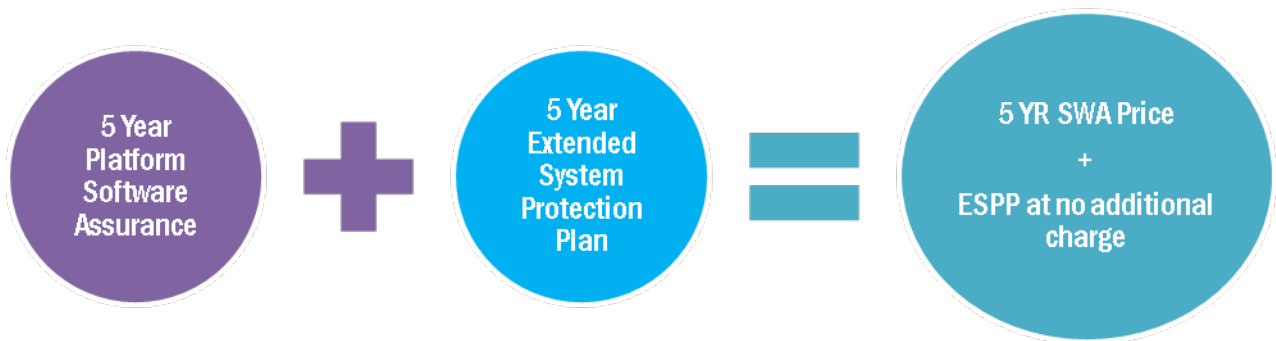 5 Year
Platform
Software
Assurance
5 Year
Extended
System
Protection
Plan
5 YR SWA Price
+
ESPP at no additional
charge